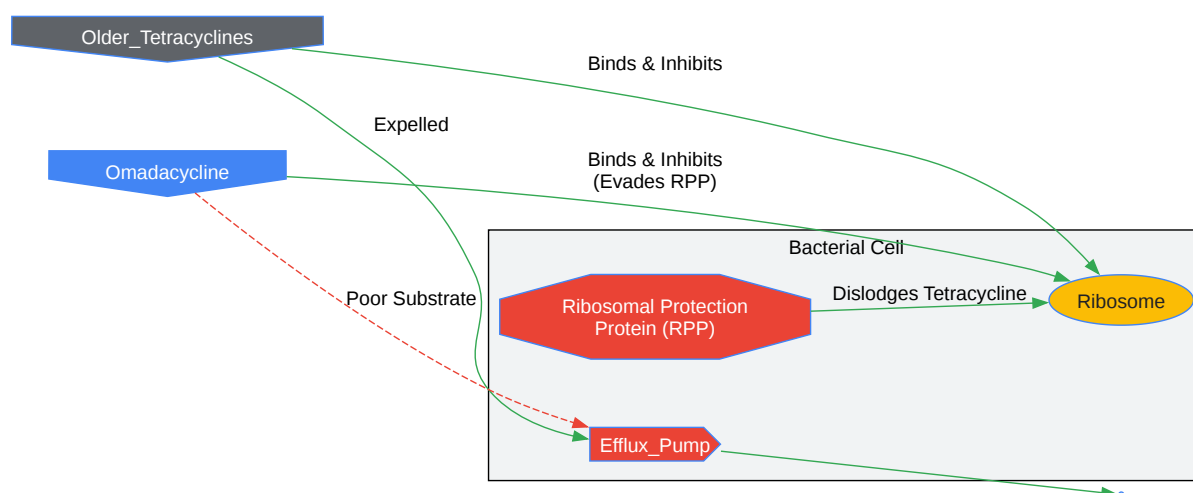 Older_Tetracyclines
Binds & Inhibits
Expelled
Omadacycline
Binds & Inhibits
(Evades RPP)
Bacterial Cell
Poor Substrate
Ribosomal Protection
Protein (RPP)
Dislodges Tetracycline
Ribosome
Efflux_Pump